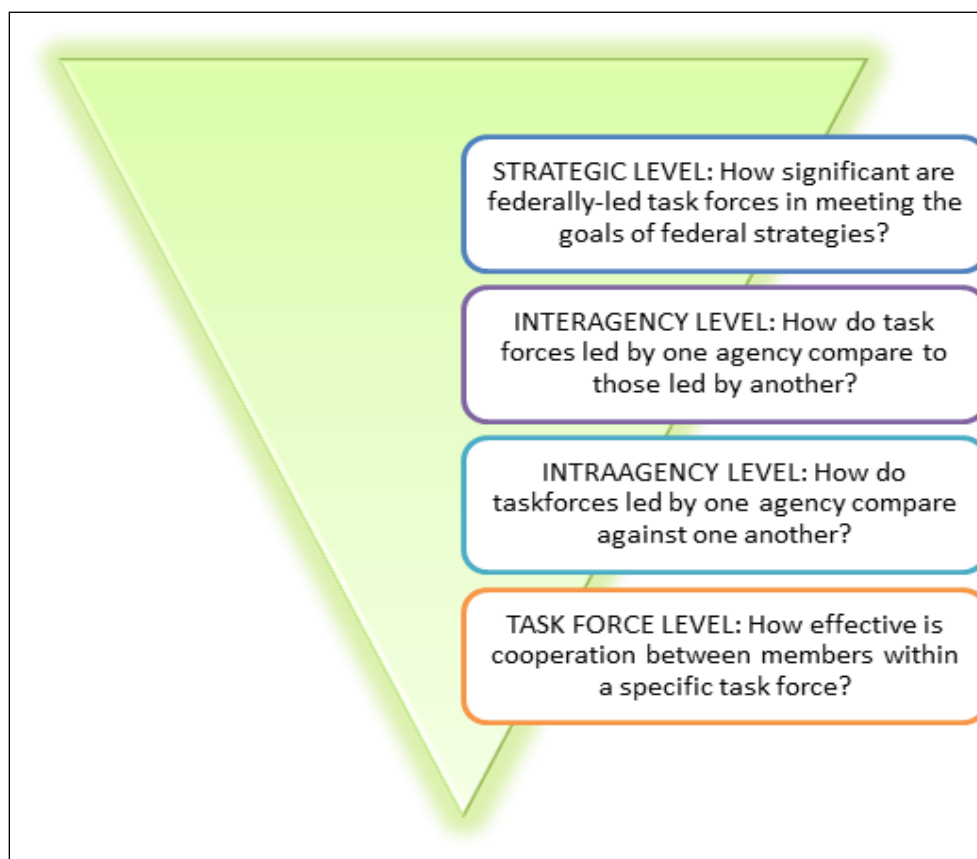 STRATEGIC LEVEL: How significant are
federally-led task forces in meeting the
goals of federal strategies?
INTERAGENCY LEVEL: How do task
forces led by one agency compare to
those led by another?
INTRAAGENCY LEVEL: How do
taskforces led by one agency compare
against one another?
TASK FORCE LEVEL: How effective is
cooperation between members within
a specific task force?